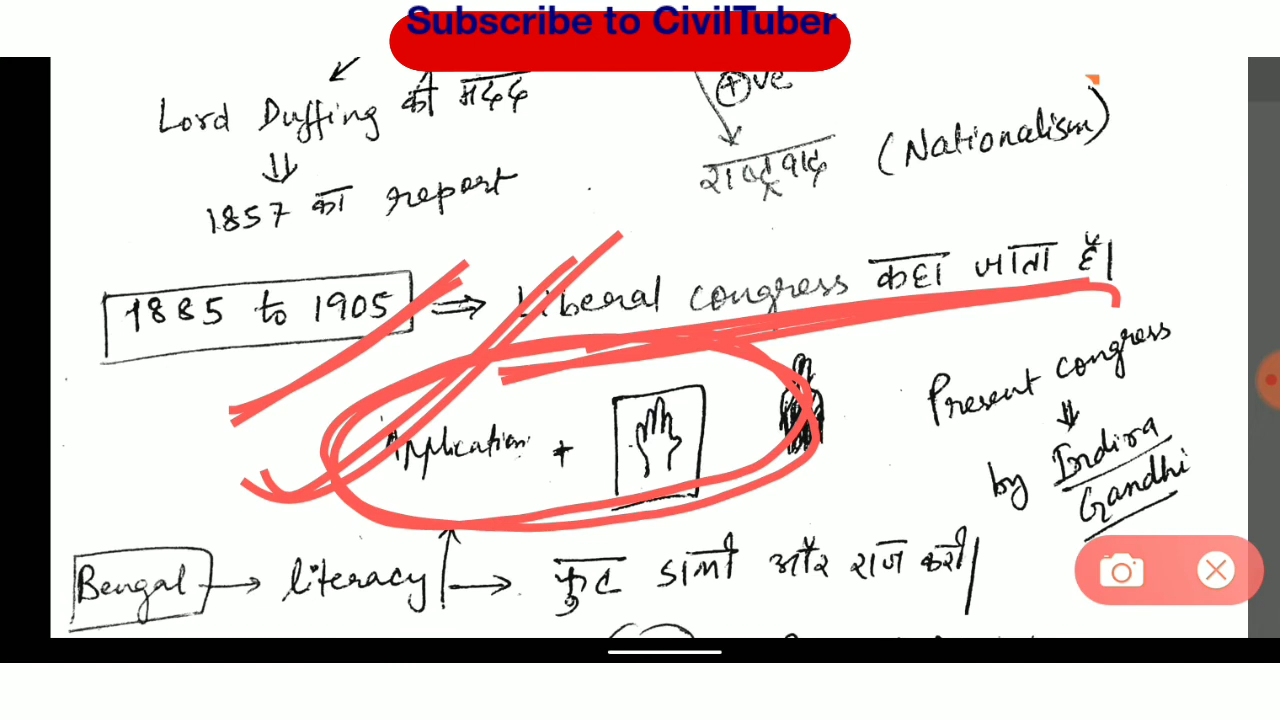 Subscribe to CivilTuber
Lord Duffing की मदद
⊕ve
⇓
1857 का report
राष्ट्रवाद (Nationalism)
1885 to 1905 ⇒ Liberal congress कहा जाता है।
Application +
Present congress
⇓
by Indira
Gandhi
Bengal → literacy ↑ → फुट डालो और राज करो।